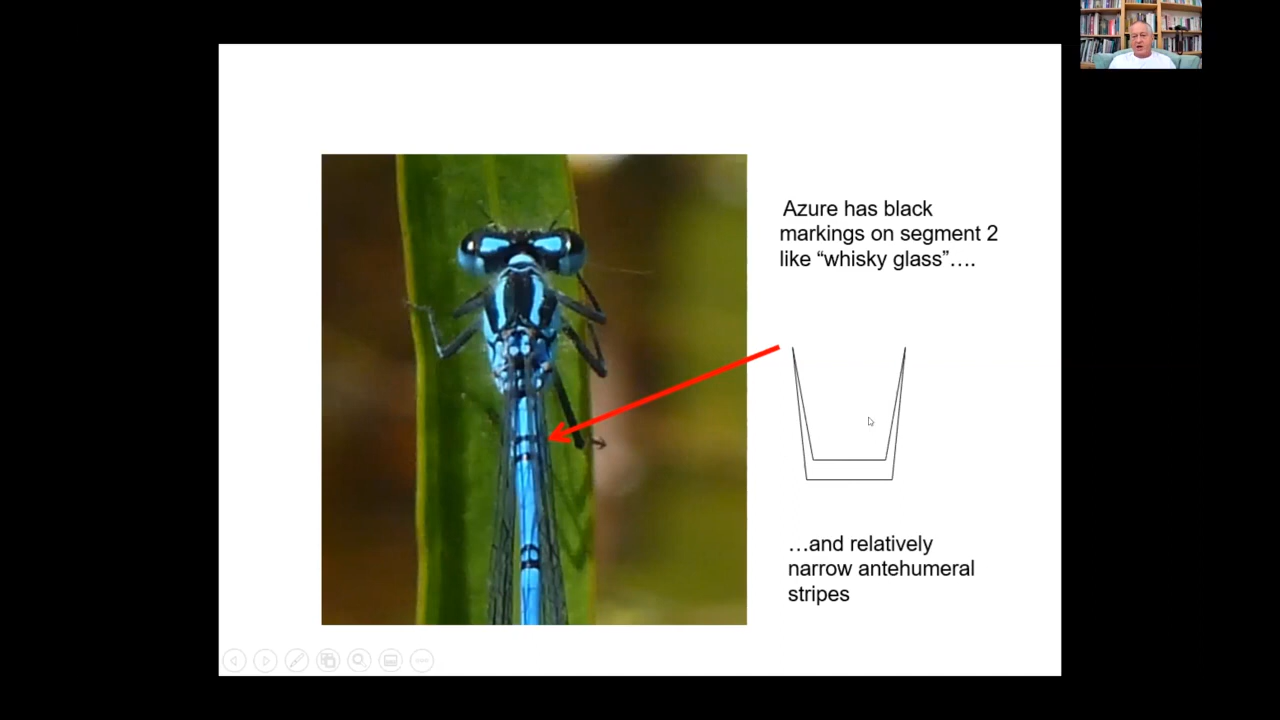 Azure has black
markings on segment 2
like “whisky glass”….
…and relatively
narrow antehumeral
stripes